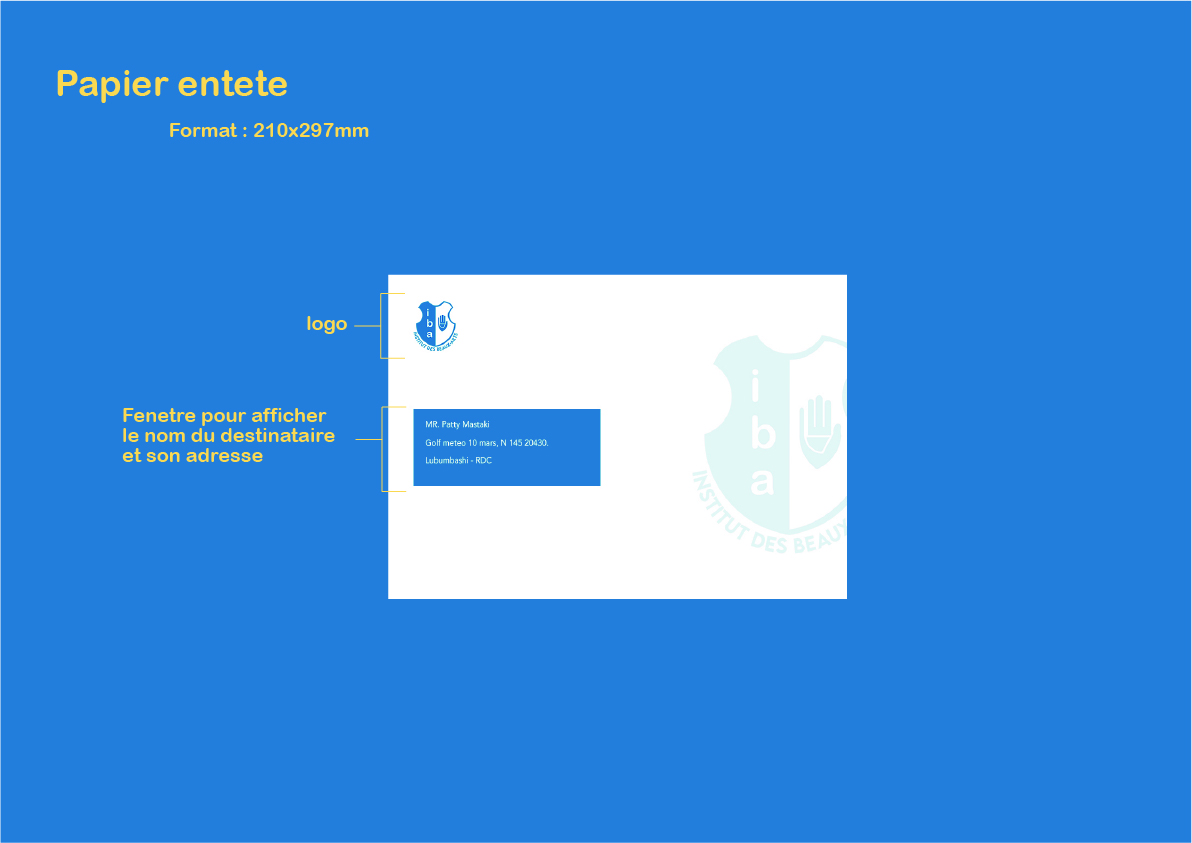 Papier entete
Format : 210x297mm
logo
i
b
a
INSTITUT DES BEAUX-ARTS
Fenetre pour afficher
le nom du destinataire
et son adresse
MR. Patty Mastaki
Golf meteo 10 mars, N 145 20430.
Lubumbashi - RDC
i
b
a
INSTITUT DES BEAUX